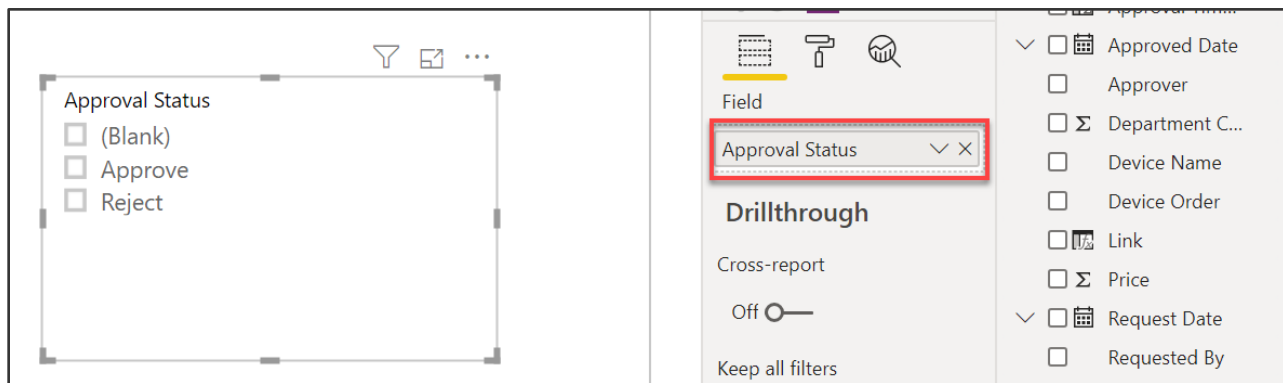 Approval Status
(Blank)
Approve
Reject
Field
Approval Status
Drillthrough
Cross-report
Off
Keep all filters
Approved Date
Approver
Department C...
Device Name
Device Order
Link
Price
Request Date
Requested By